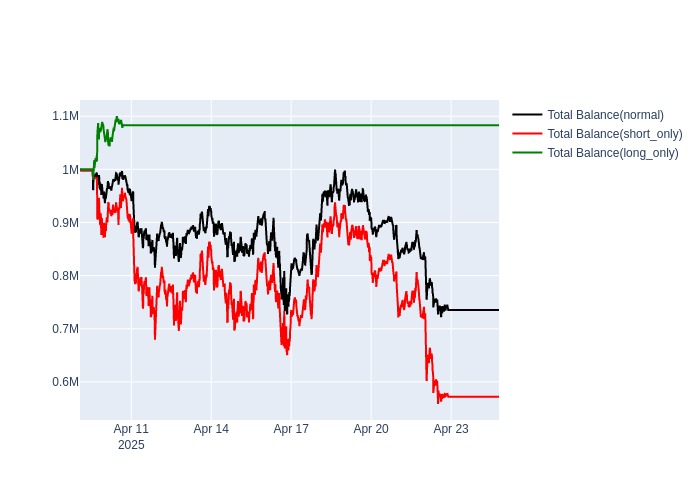 1.1M
1M
0.9M
0.8M
0.7M
0.6M
Apr 11
2025
Apr 14
Apr 17
Apr 20
Apr 23
Total Balance(normal)
Total Balance(short_only)
Total Balance(long_only)